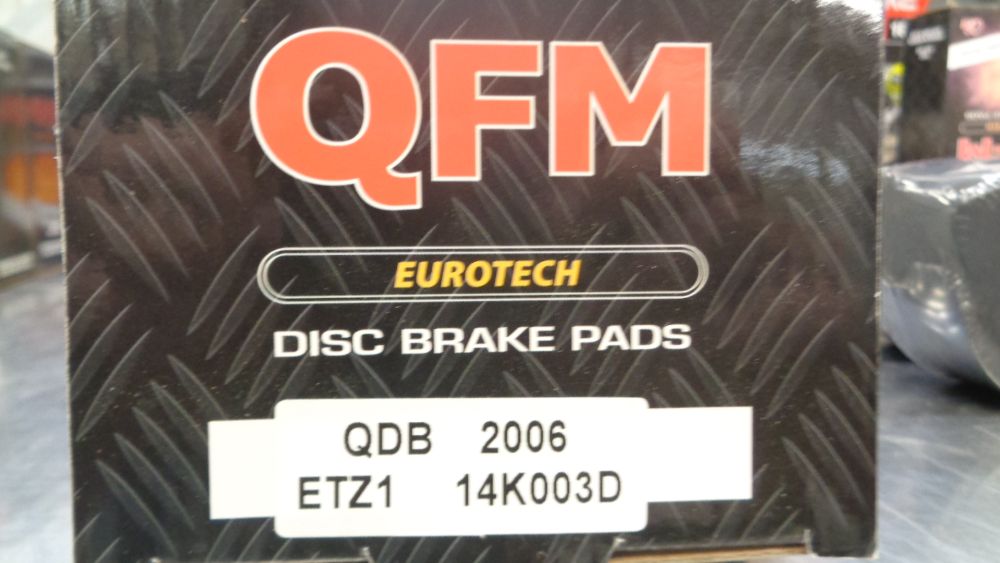 QFM
EUROTECH
DISC BRAKE PADS
QDB 2006
ETZ1 14K003D